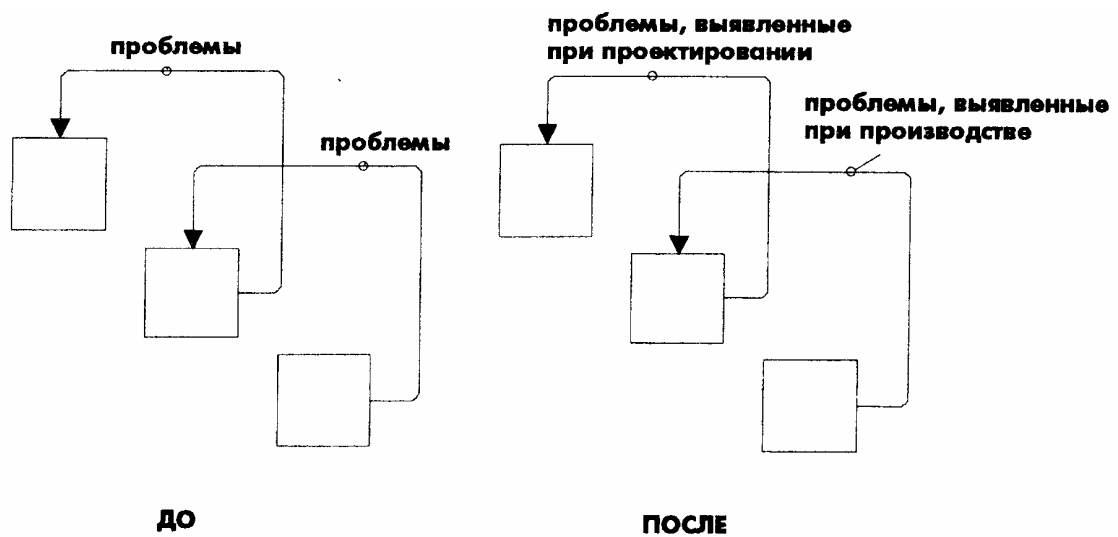 проблемы
проблемы
ДО
проблемы, выявленные
при проектировании
проблемы, выявленные
при производстве
ПОСЛЕ